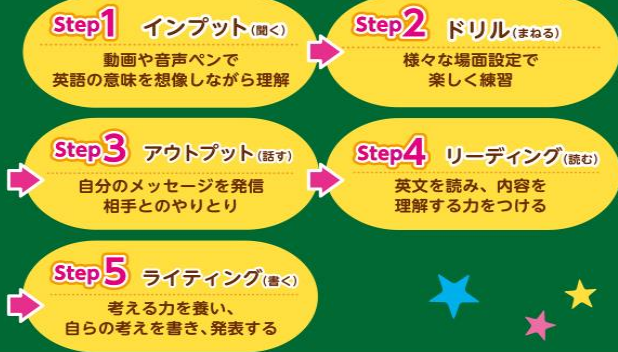 Step1 インプット(聞く)
動画や音声ペンで
英語の意味を想像しながら理解
Step2 ドリル(まねる)
様々な場面設定で
楽しく練習
Step3 アウトプット(話す)
自分のメッセージを発信
相手とのやりとり
Step4 リーディング(読む)
英文を読み、内容を
理解する力をつける
Step5 ライティング(書く)
考える力を養い、
自らの考えを書き、発表する